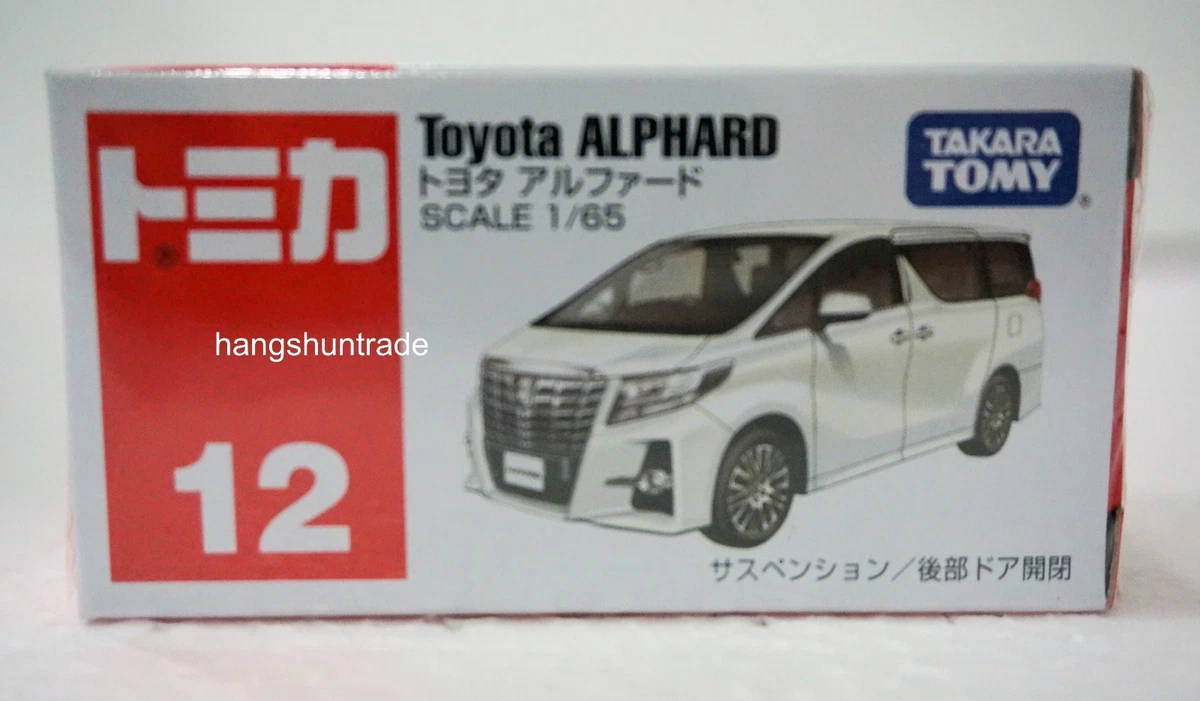 トミカ®
Toyota ALPHARD
トヨタ アルファード
SCALE 1/65
TAKARA
TOMY®
hangshuntrade
12
サスペンション／後部ドア開閉